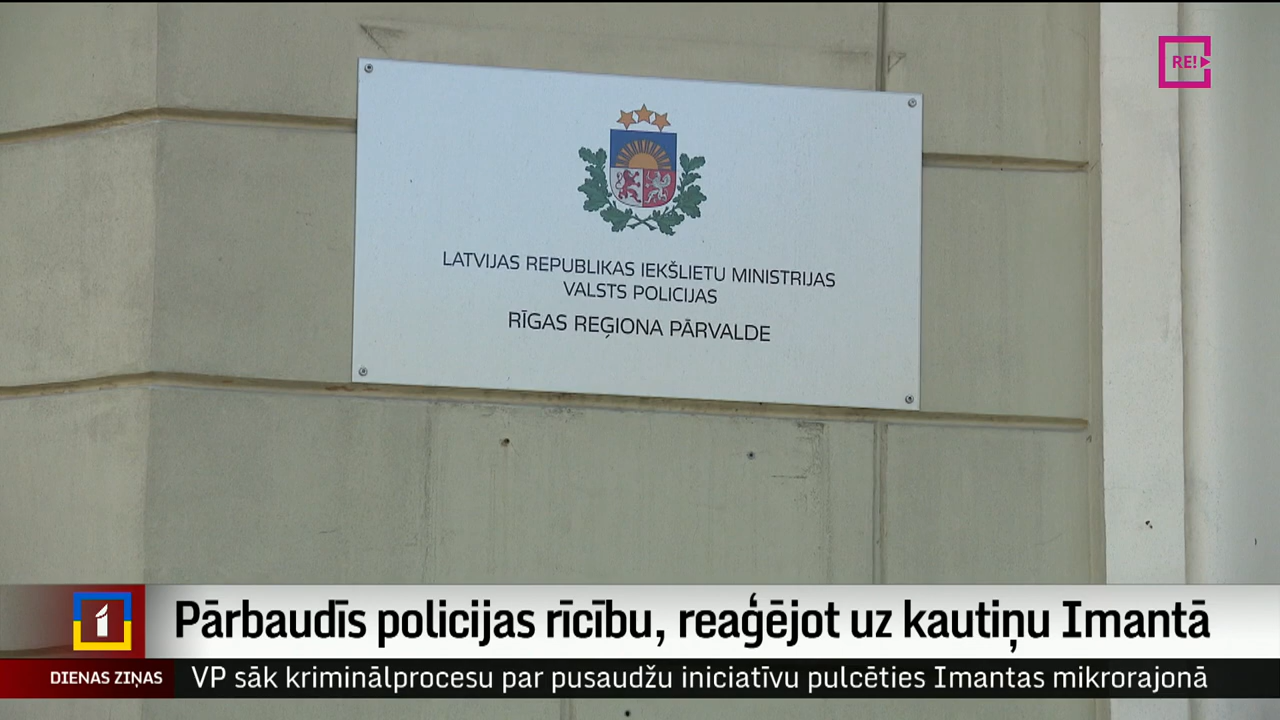 RE!
LATVIJAS REPUBLIKAS IEKŠLIETU MINISTRIJAS
VALSTS POLICIJAS
RĪGAS REĢIONA PĀRVALDE
1
Pārbaudīs policijas rīcību, reaģējot uz kautiņu Imantā
DIENAS ZIŅAS
VP sāk kriminālprocesu par pusaudžu iniciatīvu pulcēties Imantas mikrorajonā